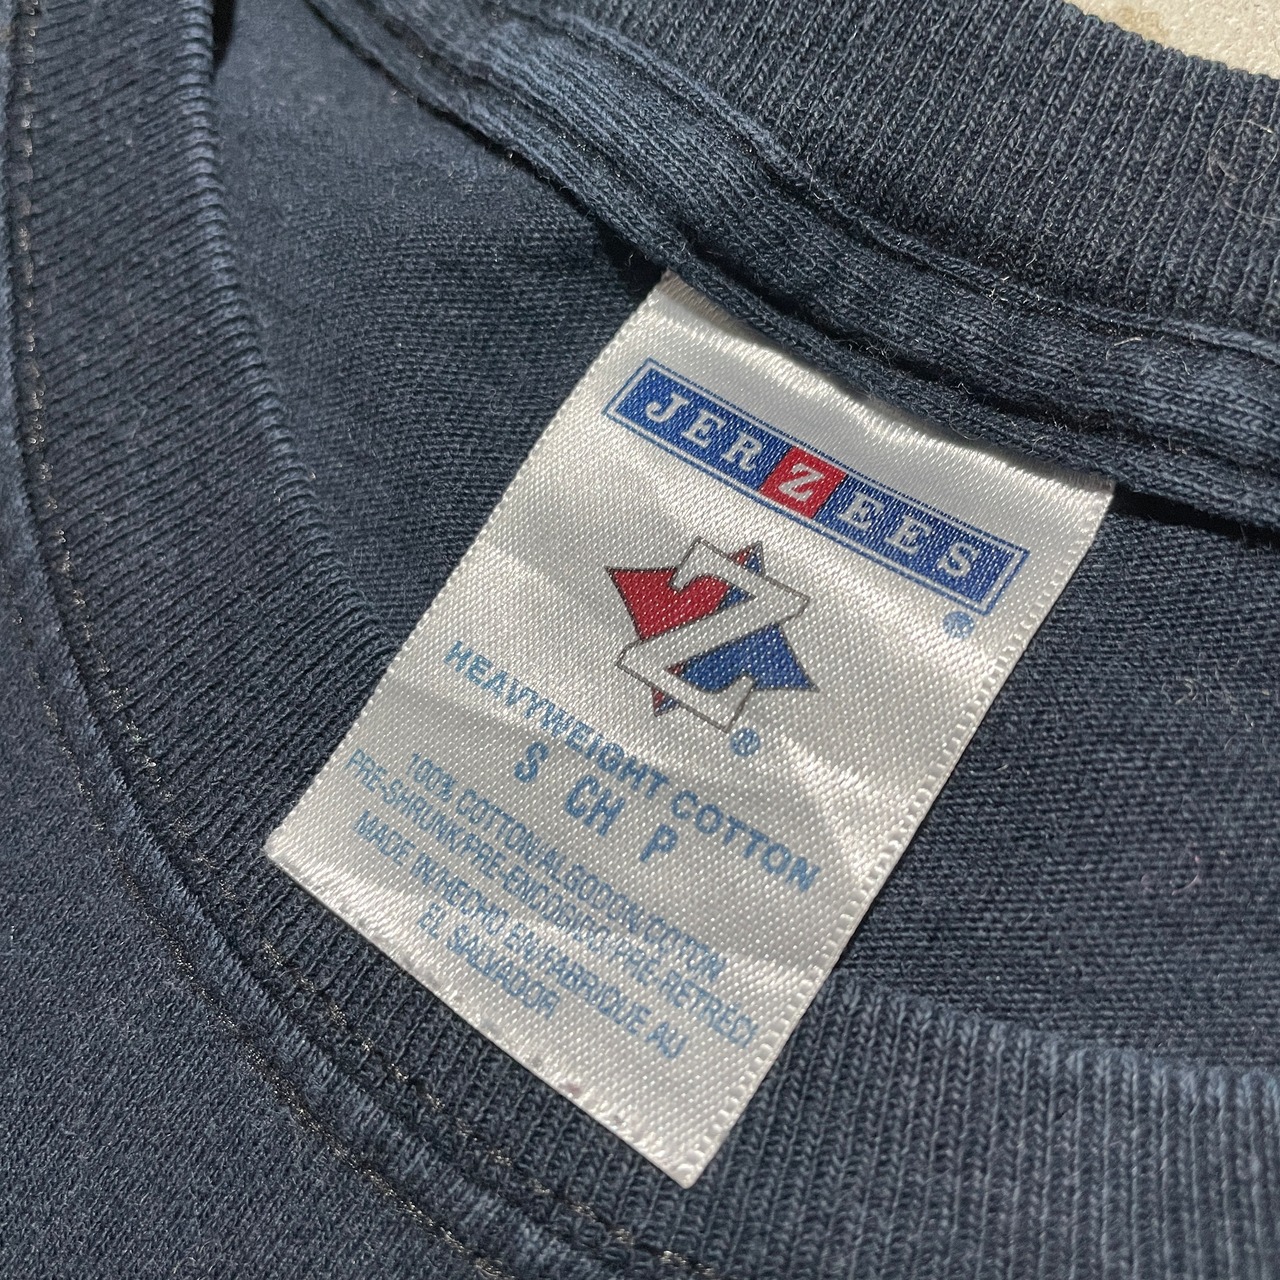 JERZEES®
Z®
HEAVYWEIGHT COTTON
S CH P
100% COTTON/ALGODON/COTTON
PRE-SHRUNK/PRE-ENCOGIDO/PRE-RETRECI
MADE IN/HECHO EN/FABRIQUE AU
EL SALVADOR